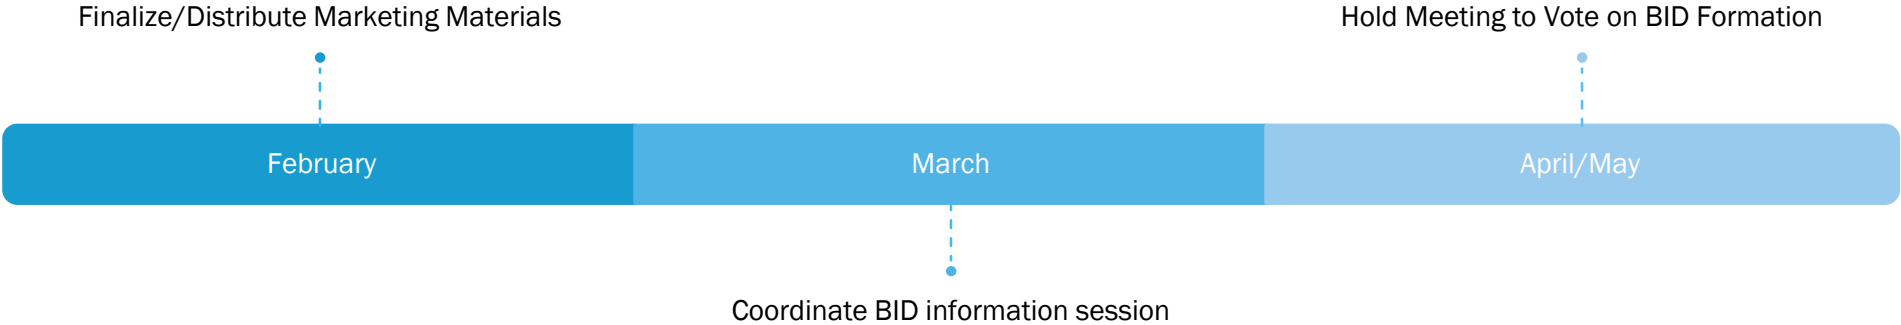 Finalize/Distribute Marketing Materials
Hold Meeting to Vote on BID Formation
February
March
April/May
Coordinate BID information session